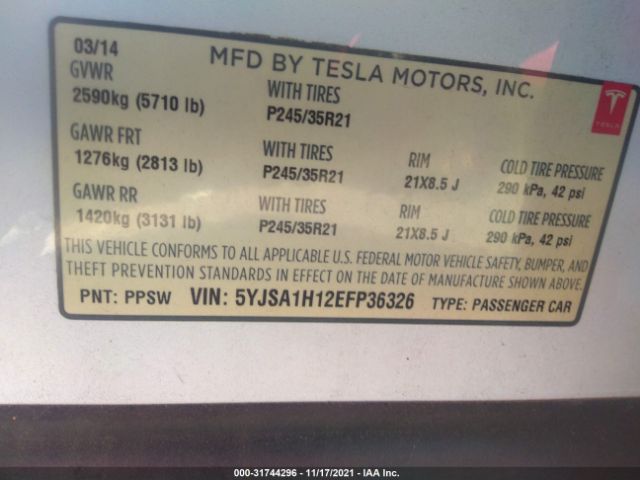 03/14
MFD BY TESLA MOTORS, INC.
TESLA
GVWR
2590kg (5710 lb)
WITH TIRES
P245/35R21
GAWR FRT
1276kg (2813 lb)
WITH TIRES
P245/35R21
RIM
21X8.5 J
COLD TIRE PRESSURE
290 kPa, 42 psi
GAWR RR
1420kg (3131 lb)
WITH TIRES
P245/35R21
RIM
21X8.5 J
COLD TIRE PRESSURE
290 kPa, 42 psi
THIS VEHICLE CONFORMS TO ALL APPLICABLE U.S. FEDERAL MOTOR VEHICLE SAFETY, BUMPER, AND
THEFT PREVENTION STANDARDS IN EFFECT ON THE DATE OF MANUFACTURE SHOWN ABOVE.
PNT: PPSW VIN: 5YJSA1H12EFP36326 TYPE: PASSENGER CAR
000-31744296 - 11/17/2021 - IAA Inc.